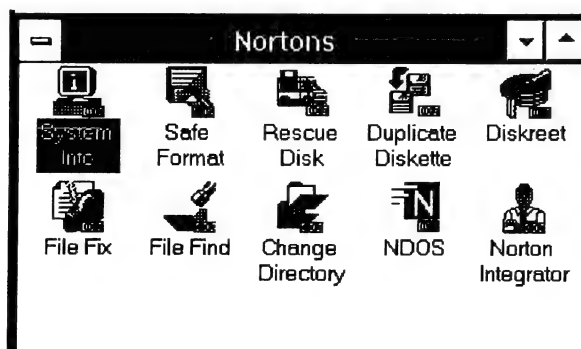 Nortons
System
Info
Safe
Format
Rescue
Disk
Duplicate
Diskette
Diskreet
File Fix
File Find
Change
Directory
NDOS
Norton
Integrator